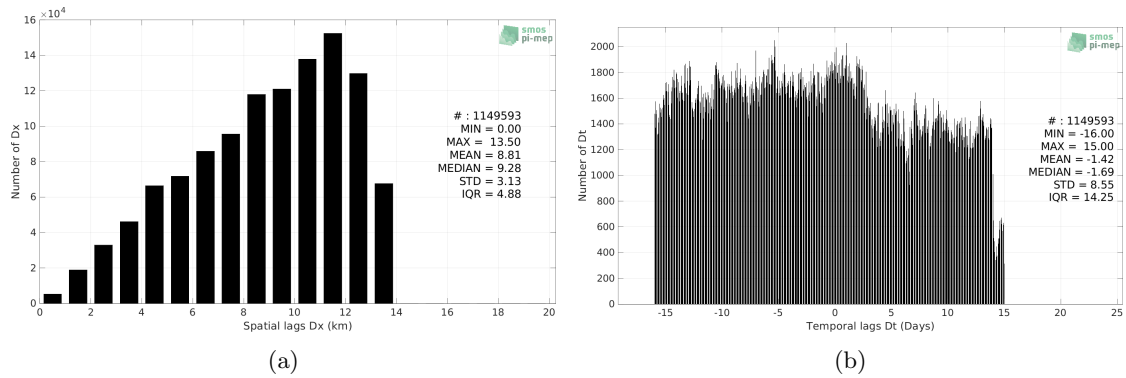 ×10⁴
16
14
12
10
8
6
4
2
0
Number of Dx
0 2 4 6 8 10 12 14 16 18 20
Spatial lags Dx (km)
smos
pi-mep
# : 1149593
MIN = 0.00
MAX = 13.50
MEAN = 8.81
MEDIAN = 9.28
STD = 3.13
IQR = 4.88
(a)
2000
1800
1600
1400
1200
1000
800
600
400
200
0
Number of Dt
-15 -10 -5 0 5 10 15 20 25
Temporal lags Dt (Days)
smos
pi-mep
# : 1149593
MIN = -16.00
MAX = 15.00
MEAN = -1.42
MEDIAN = -1.69
STD = 8.55
IQR = 14.25
(b)